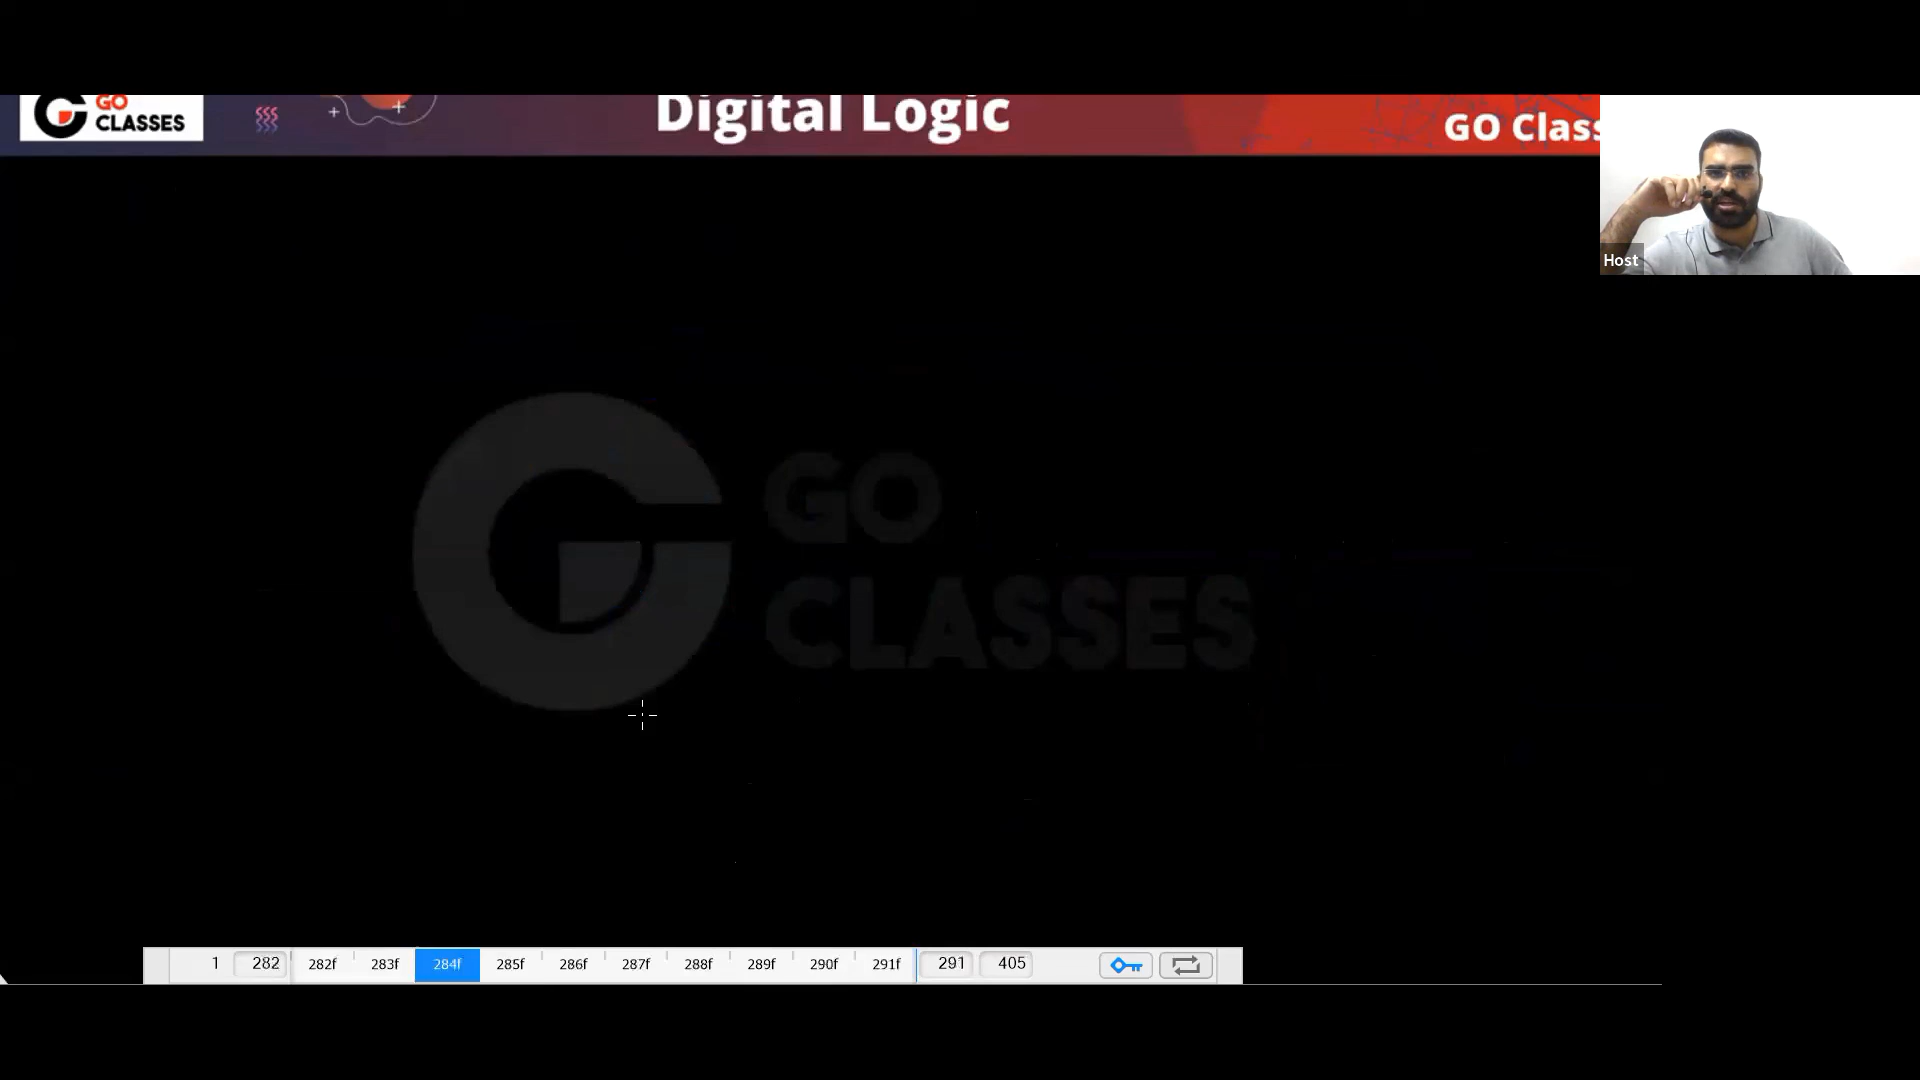 GO
CLASSES
Digital Logic
GO Class
Host
GO
CLASSES
1 282 282f 283f 284f 285f 286f 287f 288f 289f 290f 291f 291 405